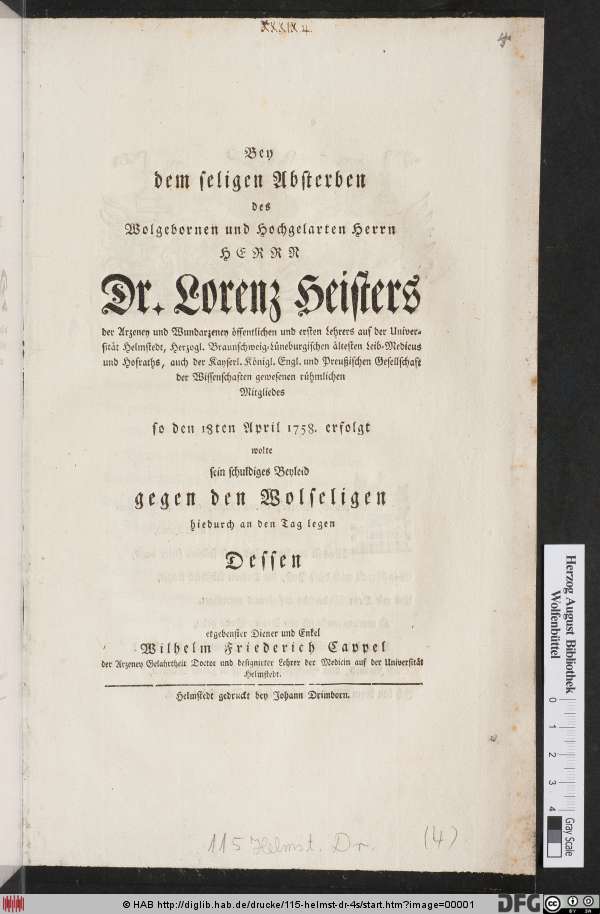 XXXIX 4.
4.
Bey
dem seligen Absterben
des
Wolgebornen und Hochgelarten Herrn
HERRN
Dr. Lorenz Heisters
der Arzeney und Wundarzeney öffentlichen und ersten Lehrers auf der Univer-
sität Helmstedt, Herzogl. Braunschweig-Lüneburgischen ältesten Leib-Medicus
und Hofraths, auch der Kayserl. Königl. Engl. und Preußischen Gesellschaft
der Wissenschaften gewesenen rühmlichen
Mitgliedes
so den 18ten April 1758. erfolgt
wolte
sein schuldiges Beyleid
gegen den Wolseligen
hiedurch an den Tag legen
Dessen
ergebenster Diener und Enkel
Wilhelm Friederich Cappel
der Arzeney Gelahrtheit Doctor und designirter Lehrer der Medicin auf der Universität
Helmstedt.
Helmstedt gedruckt bey Johann Drimborn.
115 Helmst. Dr. (4)
Herzog August Bibliothek
Wolfenbüttel
0 1 2 3 4
Gray Scale
© HAB http://diglib.hab.de/drucke/115-helmst-dr-4s/start.htm?image=00001
DFG
cc BY SA